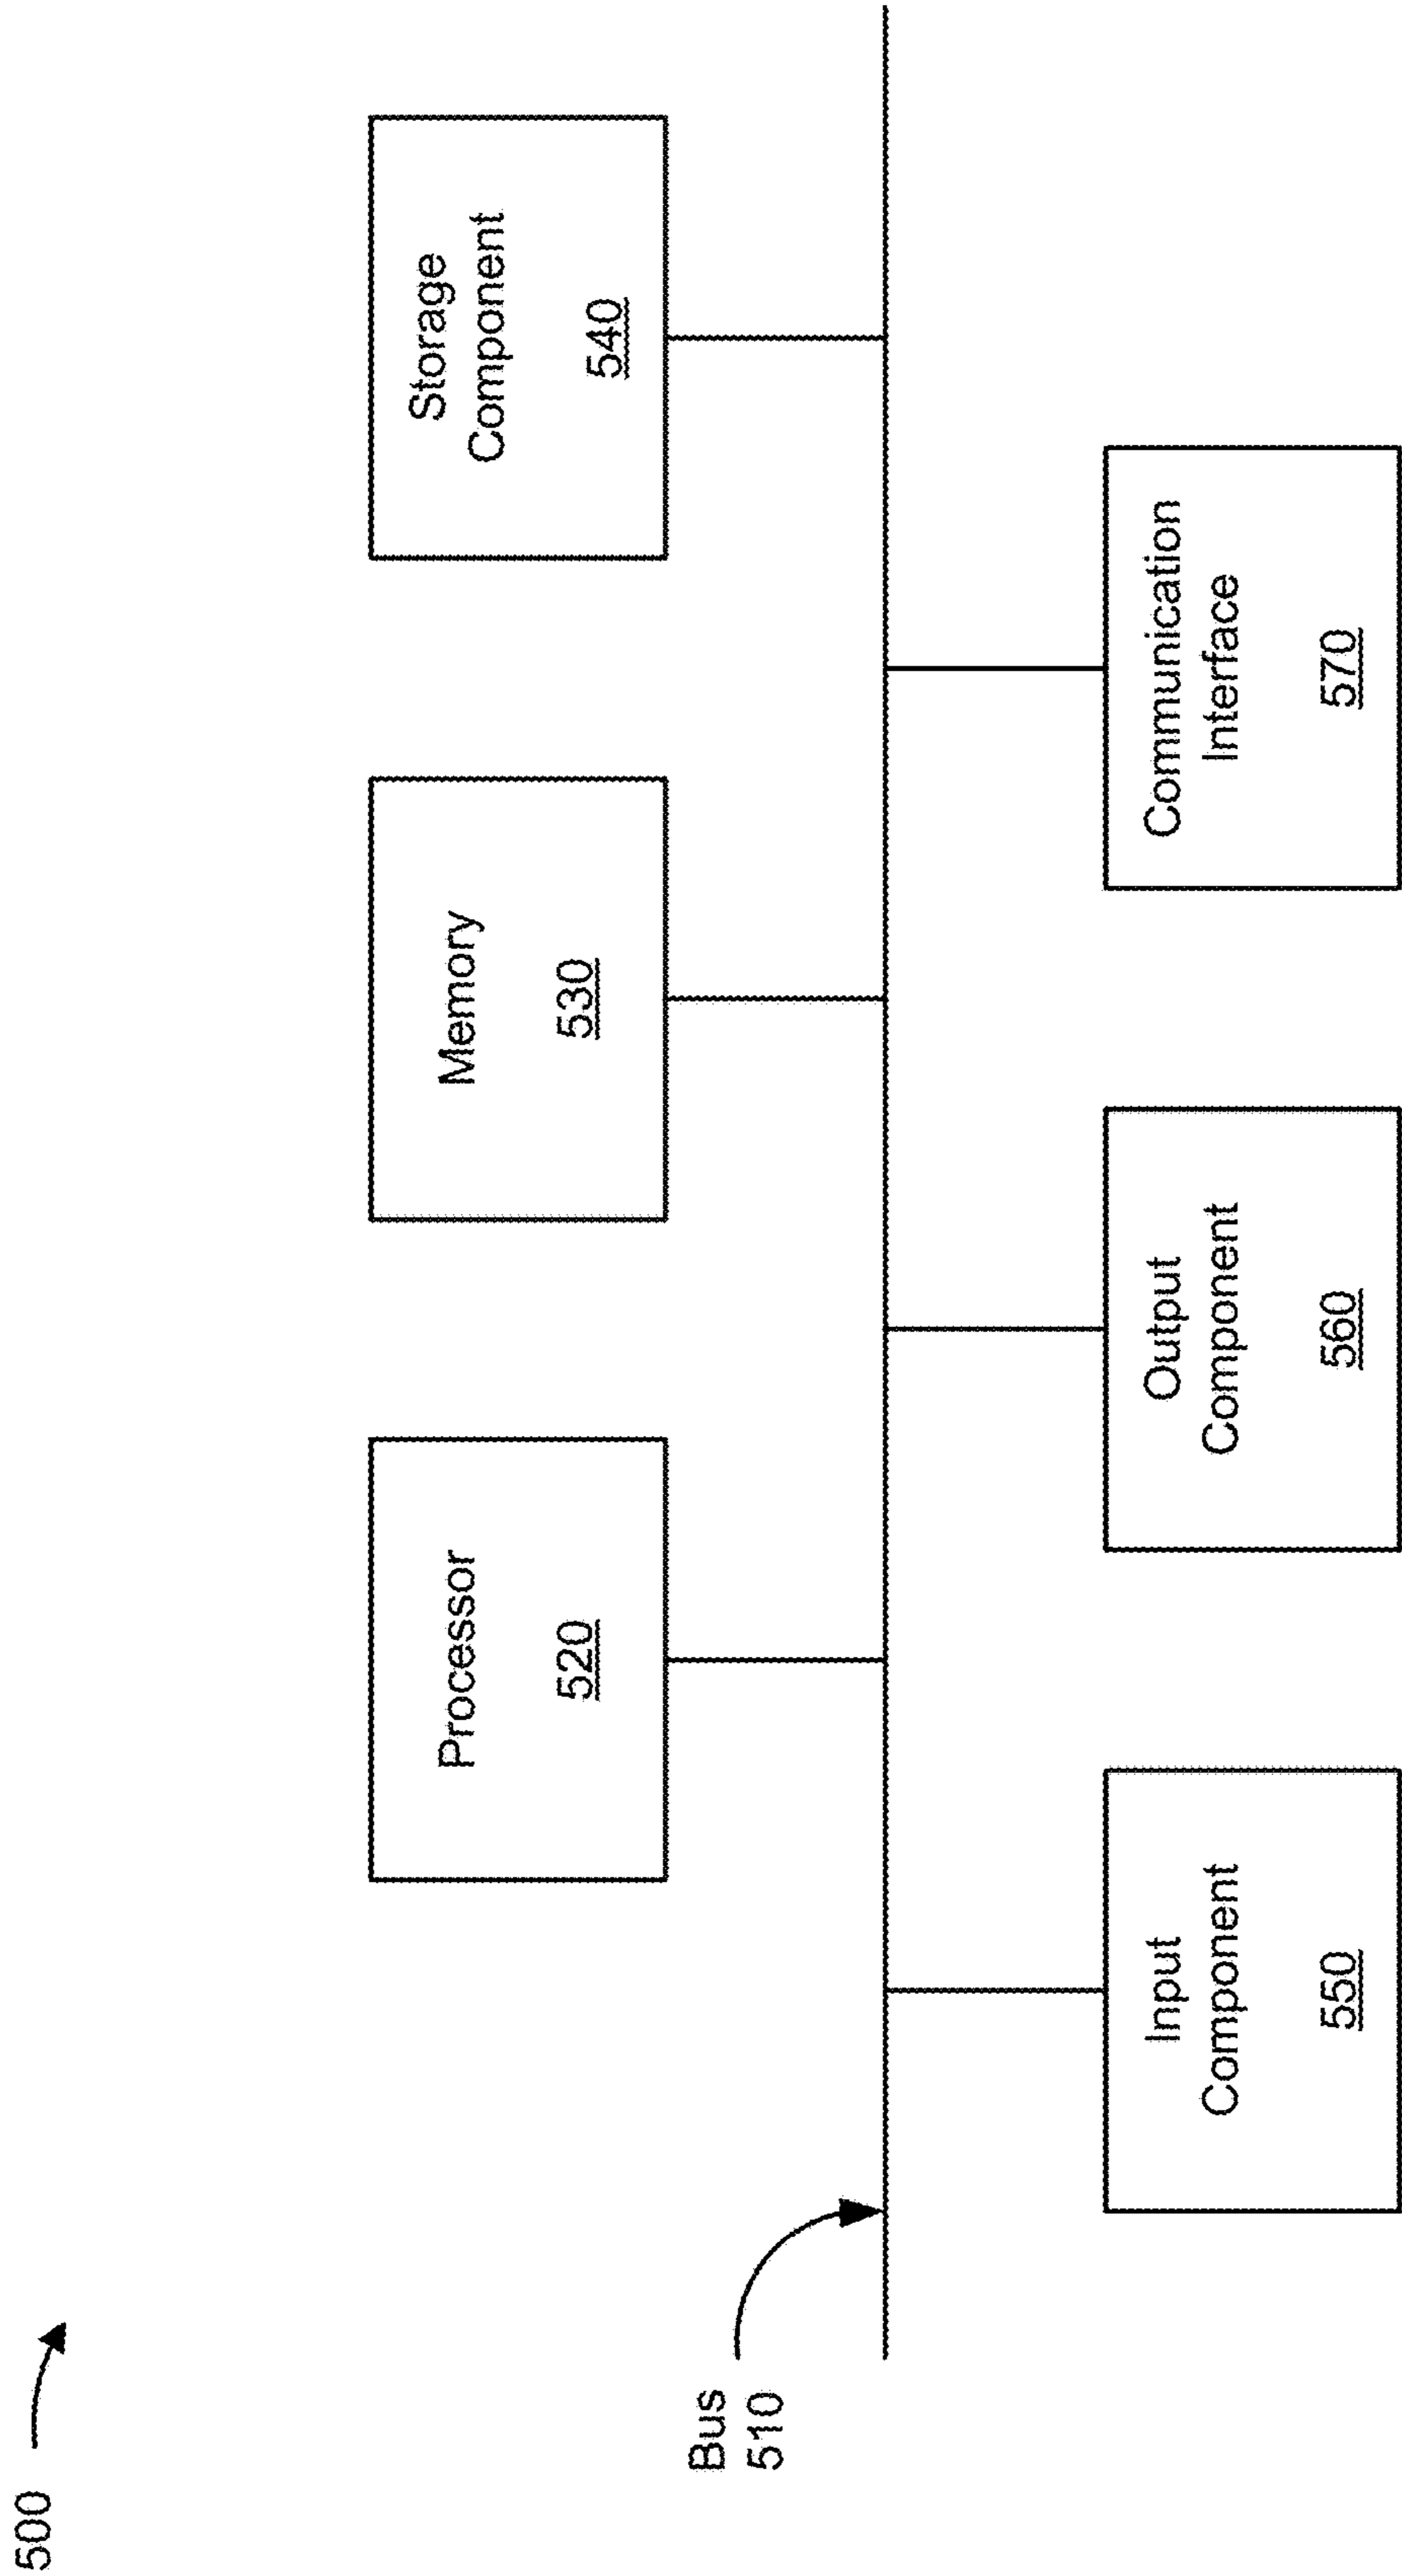 500
Bus
510
Processor
520
Memory
530
Storage
Component
540
Input
Component
550
Output
Component
560
Communication
Interface
570